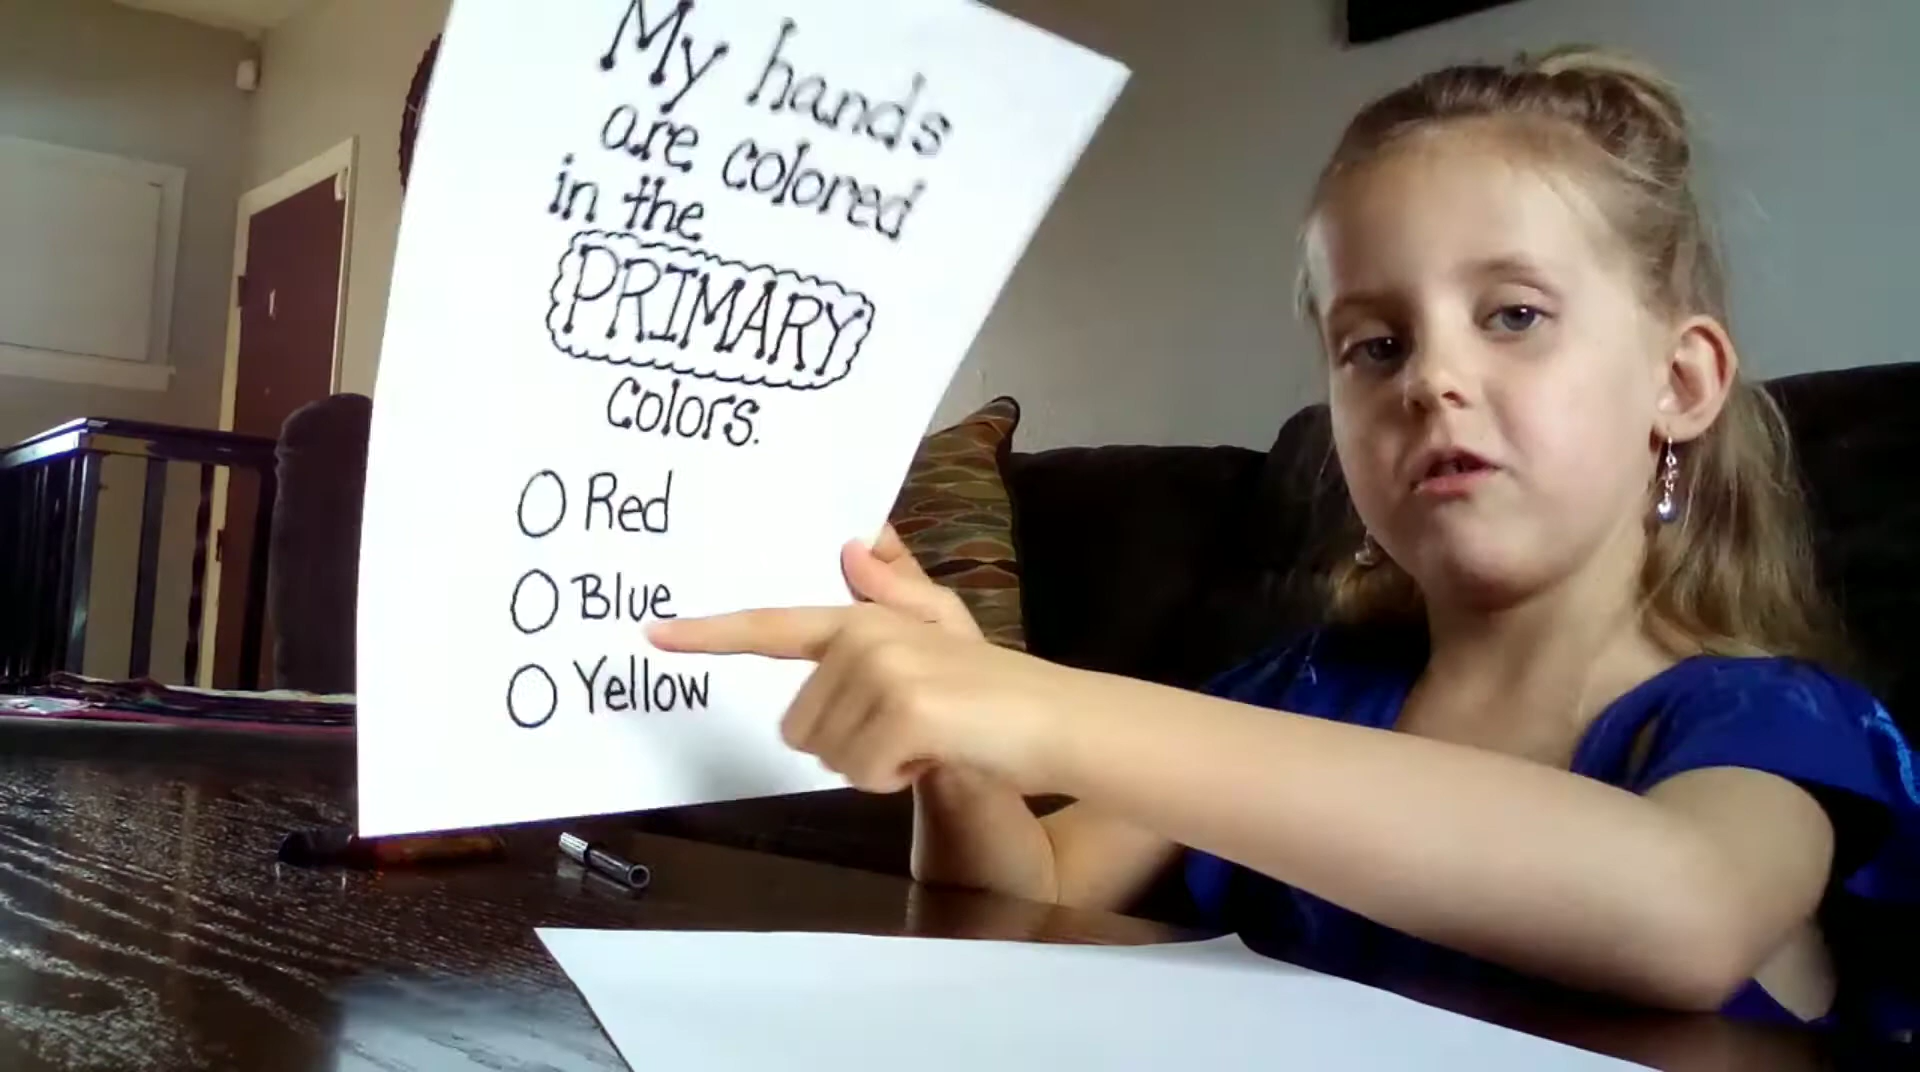 My hands
are colored
in the
PRIMARY
colors.
Red
Blue
Yellow